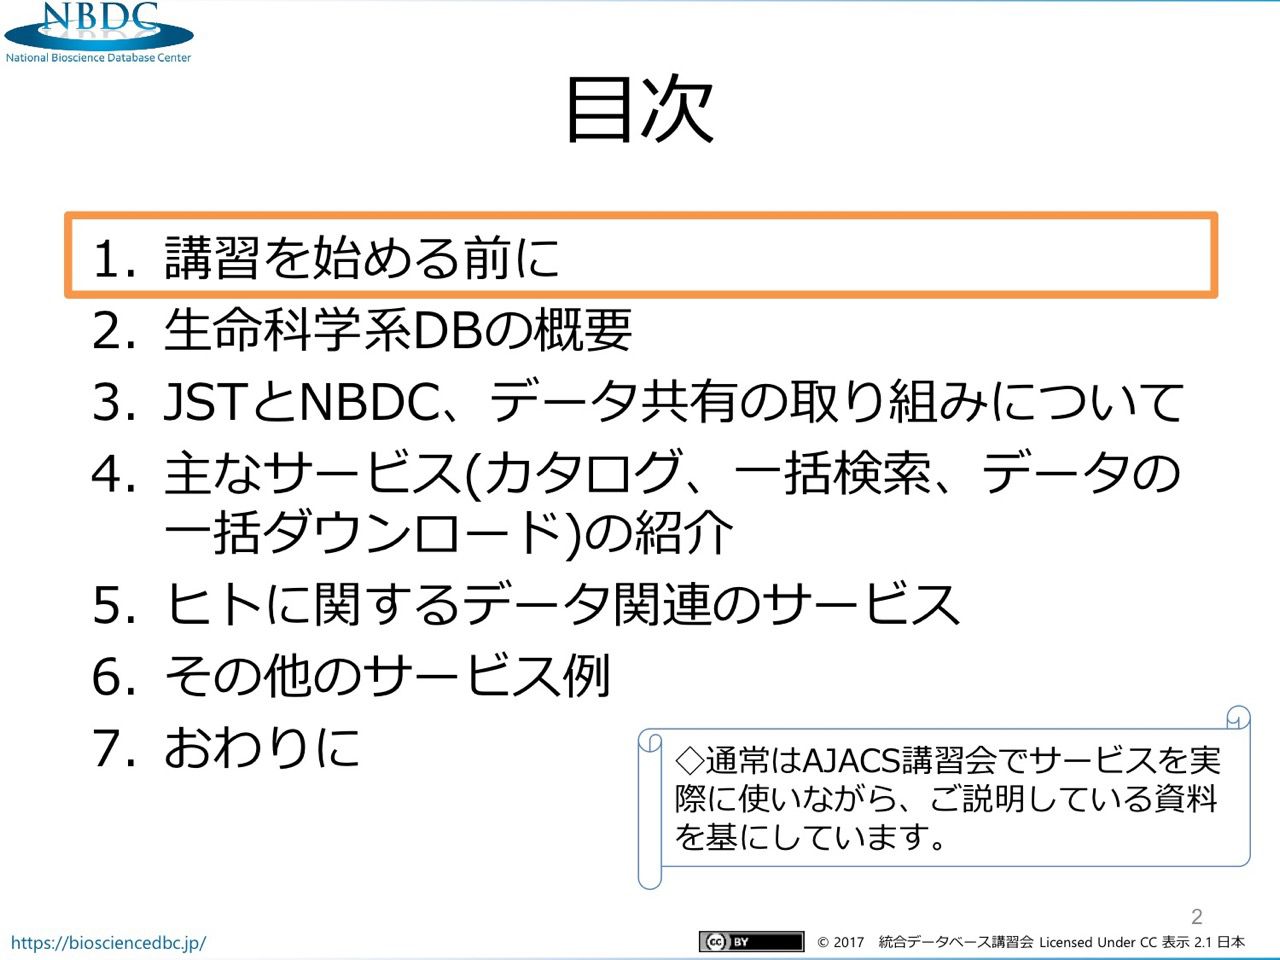 NBDC
National Bioscience Database Center
目次
1. 講習を始める前に
2. 生命科学系DBの概要
3. JSTとNBDC、データ共有の取り組みについて
4. 主なサービス(カタログ、一括検索、データの
一括ダウンロード)の紹介
5. ヒトに関するデータ関連のサービス
6. その他のサービス例
7. おわりに
◇通常はAJACS講習会でサービスを実
際に使いながら、ご説明している資料
を基にしています。
2
https://biosciencedbc.jp/
cc BY © 2017 統合データベース講習会 Licensed Under CC 表示 2.1 日本